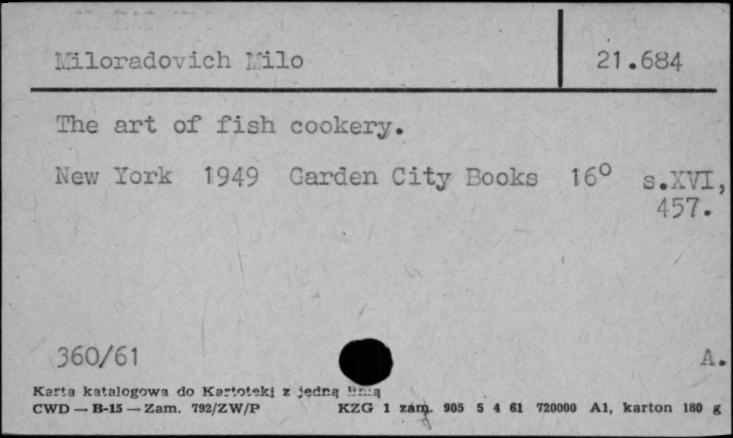 Miloradovich Milo 21.684
The art of fish cookery.
New York 1949 Garden City Books 16° s.XVI,
457.
360/61 A.
Karta katalogowa do Kartoteki z jedną linią
CWD — B-15 — Zam. 792/ZW/P KZG 1 zam. 905 5 4 61 720000 A1, karton 180 g